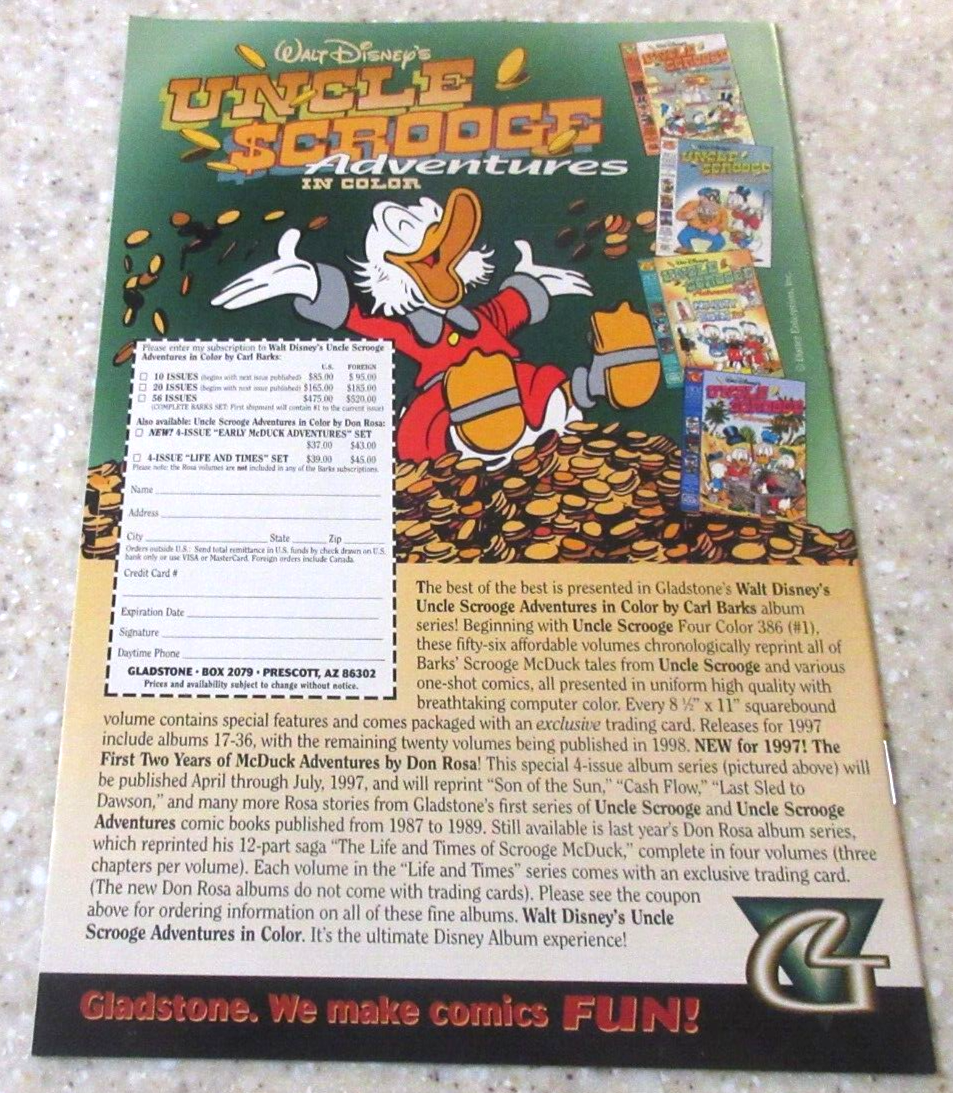 Walt Disney's
UNCLE
$CROOGE
Adventures
IN COLOR
UNCLE
SCROOGE
UNCLE
SCROOGE
UNCLE
SCROOGE
UNCLE
SCROOGE
© Disney Enterprises, Inc.
Please enter my subscription to Walt Disney's Uncle Scrooge
Adventures in Color by Carl Barks:
U.S. FOREIGN
☐ 10 ISSUES (begins with next issue published) $85.00 $ 95.00
☐ 20 ISSUES (begins with next issue published) $165.00 $185.00
☐ 56 ISSUES $475.00 $520.00
(COMPLETE BARKS SET: First shipment will contain #1 to the current issue)
Also available: Uncle Scrooge Adventures in Color by Don Rosa:
☐ NEW? 4-ISSUE "EARLY McDUCK ADVENTURES" SET
$37.00 $43.00
☐ 4-ISSUE "LIFE AND TIMES" SET $39.00 $45.00
Please note: the Rosa volumes are not included in any of the Barks subscriptions.
Name
Address
City State Zip
Orders outside U.S.: Send total remittance in U.S. funds by check drawn on U.S.
bank only or use VISA or MasterCard. Foreign orders include Canada.
Credit Card #
Expiration Date
Signature
Daytime Phone
GLADSTONE • BOX 2079 • PRESCOTT, AZ 86302
Prices and availability subject to change without notice.
The best of the best is presented in Gladstone's Walt Disney's
Uncle Scrooge Adventures in Color by Carl Barks album
series! Beginning with Uncle Scrooge Four Color 386 (#1),
these fifty-six affordable volumes chronologically reprint all of
Barks' Scrooge McDuck tales from Uncle Scrooge and various
one-shot comics, all presented in uniform high quality with
breathtaking computer color. Every 8 ½" x 11" squarebound
volume contains special features and comes packaged with an exclusive trading card. Releases for 1997
include albums 17-36, with the remaining twenty volumes being published in 1998. NEW for 1997! The
First Two Years of McDuck Adventures by Don Rosa! This special 4-issue album series (pictured above) will
be published April through July, 1997, and will reprint "Son of the Sun," "Cash Flow," "Last Sled to
Dawson," and many more Rosa stories from Gladstone's first series of Uncle Scrooge and Uncle Scrooge
Adventures comic books published from 1987 to 1989. Still available is last year's Don Rosa album series,
which reprinted his 12-part saga "The Life and Times of Scrooge McDuck," complete in four volumes (three
chapters per volume). Each volume in the "Life and Times" series comes with an exclusive trading card.
(The new Don Rosa albums do not come with trading cards). Please see the coupon
above for ordering information on all of these fine albums. Walt Disney's Uncle
Scrooge Adventures in Color. It's the ultimate Disney Album experience!
G
Gladstone. We make comics FUN!